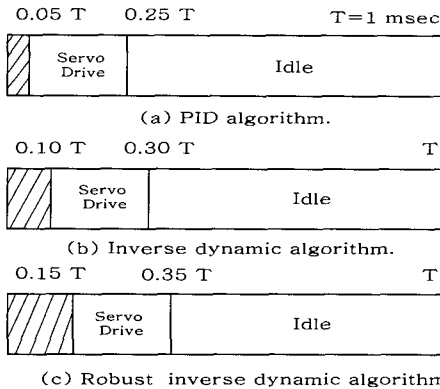 0.05 T 0.25 T T=1 msec
Servo Drive Idle
(a) PID algorithm.
0.10 T 0.30 T T
Servo Drive Idle
(b) Inverse dynamic algorithm.
0.15 T 0.35 T T
Servo Drive Idle
(c) Robust inverse dynamic algorithm